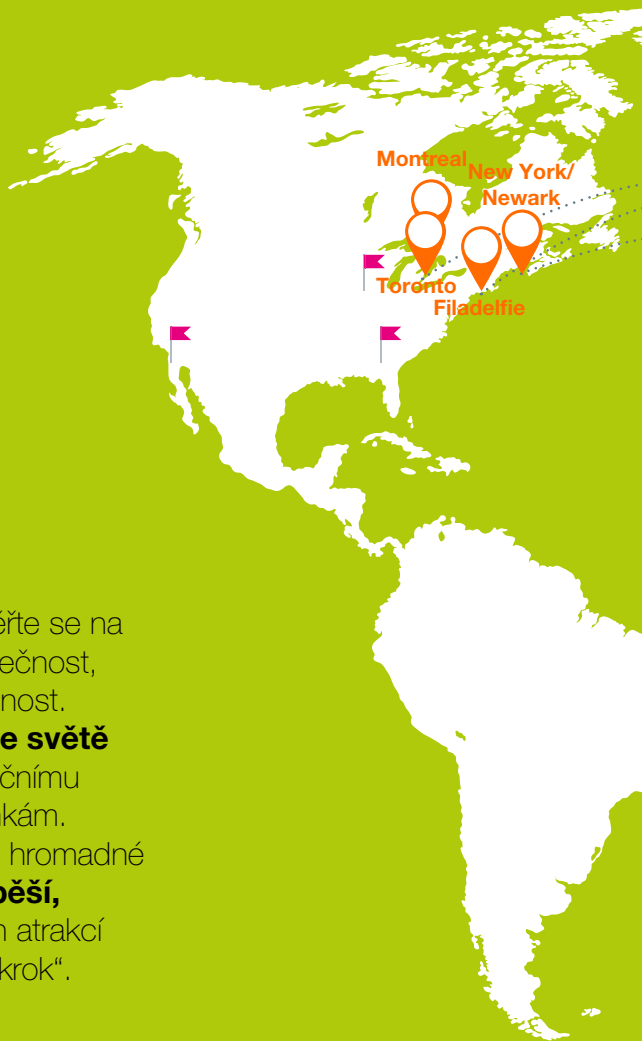 Montreal
New York/
Newark
Toronto
Filadelfie
ěřte se na
ečnost,
nost.
e světě
čnímu
kám.
hromadné
ěší,
atrakcí
krok“.